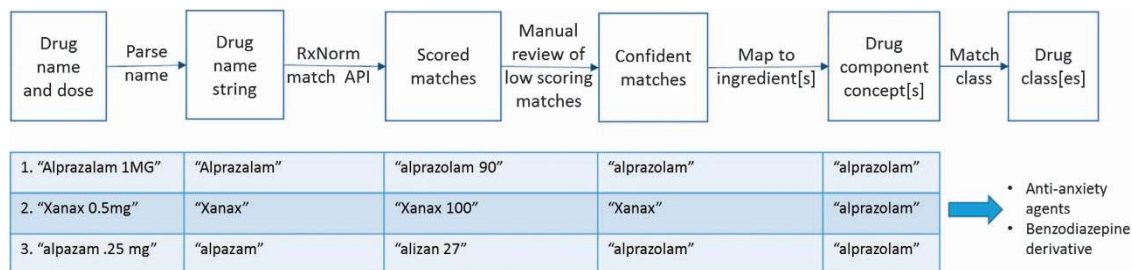 Drug
name
and dose
Parse
name
Drug
name
string
RxNorm
match API
Scored
matches
Manual
review of
low scoring
matches
Confident
matches
Map to
ingredient[s]
Drug
component
concept[s]
Match
class
Drug
class[es]
1. “Alprazalam 1MG” “Alprazalam” “alprazolam 90” “alprazolam” “alprazolam”
2. “Xanax 0.5mg” “Xanax” “Xanax 100” “Xanax” “alprazolam”
3. “alpazam .25 mg” “alpazam” “alizan 27” “alprazolam” “alprazolam”
• Anti-anxiety
agents
• Benzodiazepine
derivative